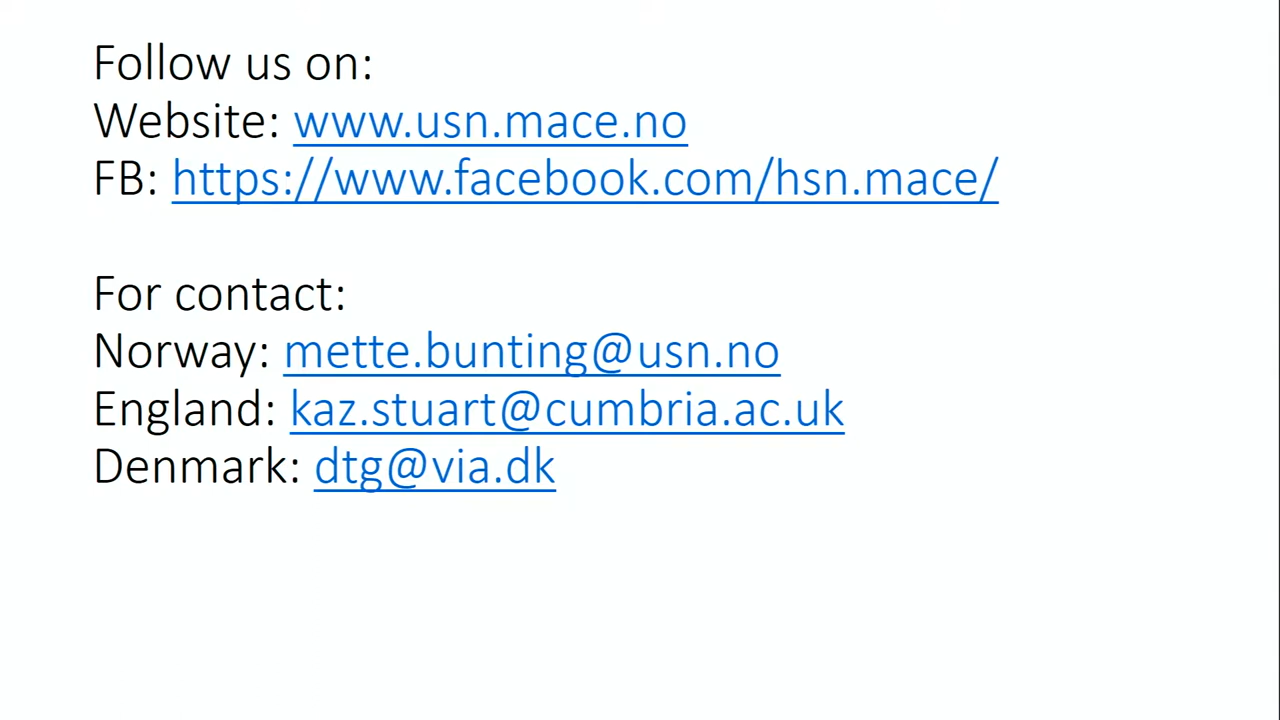 Follow us on:
Website: www.usn.mace.no
FB: https://www.facebook.com/hsn.mace/
For contact:
Norway: mette.bunting@usn.no
England: kaz.stuart@cumbria.ac.uk
Denmark: dtg@via.dk